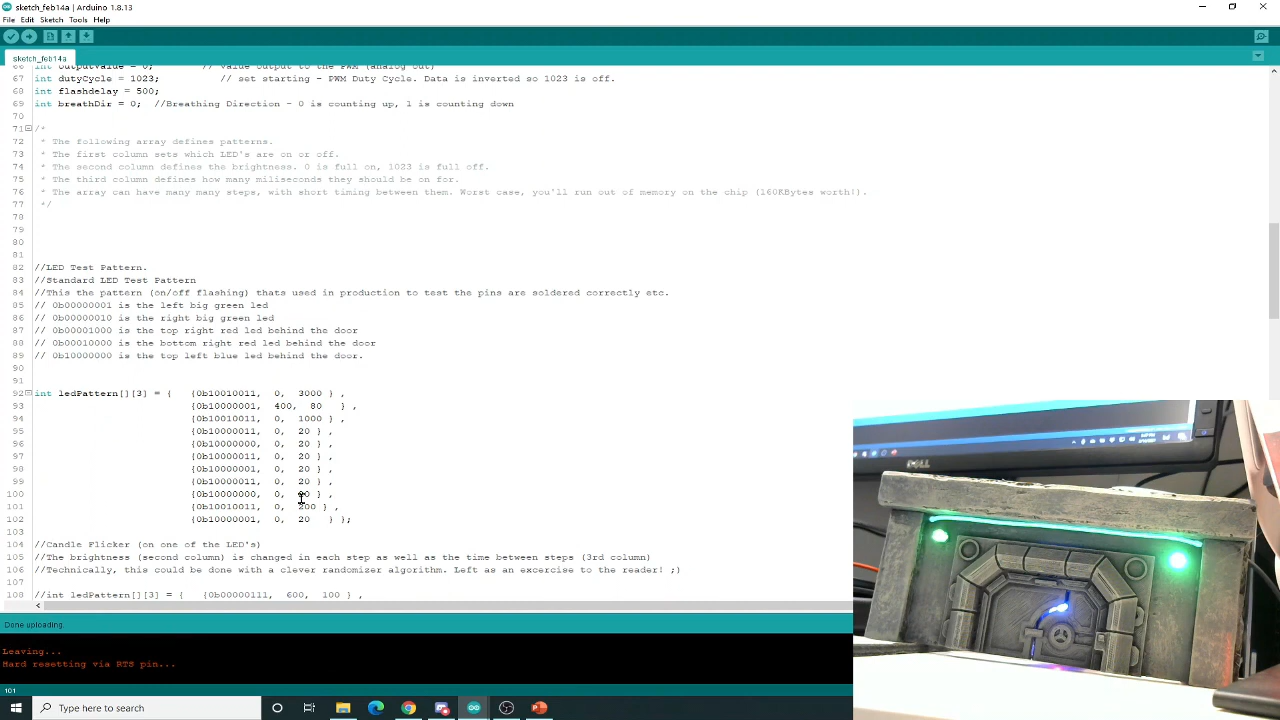 sketch_feb14a | Arduino 1.8.13
File Edit Sketch Tools Help
sketch_feb14a
66 int outputValue = 0; // value output to the PWM (analog out)
67 int dutyCycle = 1023; // set starting - PWM Duty Cycle. Data is inverted so 1023 is off.
68 int flashdelay = 500;
69 int breathDir = 0; //Breathing Direction - 0 is counting up, 1 is counting down
70
71 /*
72 * The following array defines patterns.
73 * The first column sets which LED's are on or off.
74 * The second column defines the brightness. 0 is full on, 1023 is full off.
75 * The third column defines how many miliseconds they should be on for.
76 * The array can have many many steps, with short timing between them. Worst case, you'll run out of memory on the chip (160KBytes worth!).
77 */
78
79
80
81
82 //LED Test Pattern.
83 //Standard LED Test Pattern
84 //This the pattern (on/off flashing) thats used in production to test the pins are soldered correctly etc.
85 // 0b00000001 is the left big green led
86 // 0b00000010 is the right big green led
87 // 0b00001000 is the top right red led behind the door
88 // 0b00010000 is the bottom right red led behind the door
89 // 0b10000000 is the top left blue led behind the door.
90
91
92 int ledPattern[][3] = { {0b10010011, 0, 3000 } ,
93 {0b10000001, 400, 80 } ,
94 {0b10010011, 0, 1000 } ,
95 {0b10000011, 0, 20 } ,
96 {0b10000000, 0, 20 } ,
97 {0b10000011, 0, 20 } ,
98 {0b10000001, 0, 20 } ,
99 {0b10000011, 0, 20 } ,
100 {0b10000000, 0, } ,
101 {0b10010011, 0, 200 } ,
102 {0b10000001, 0, 20 } };
103
104 //Candle Flicker (on one of the LED's)
105 //The brightness (second column) is changed in each step as well as the time between steps (3rd column)
106 //Technically, this could be done with a clever randomizer algorithm. Left as an excercise to the reader! ;)
107
108 //int ledPattern[][3] = { {0b00000111, 600, 100 } ,
Done uploading.
Leaving...
Hard resetting via RTS pin...
101
DELL
Type here to search